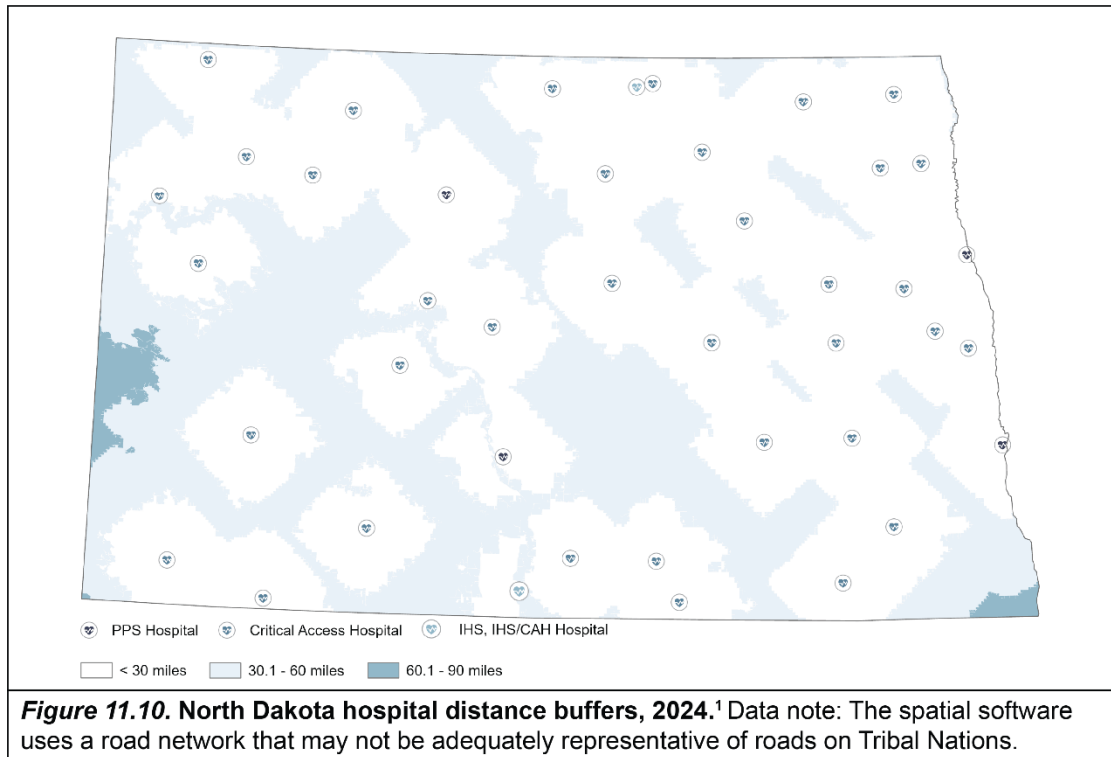 PPS Hospital Critical Access Hospital IHS, IHS/CAH Hospital
< 30 miles 30.1 - 60 miles 60.1 - 90 miles
Figure 11.10. North Dakota hospital distance buffers, 2024.¹ Data note: The spatial software
uses a road network that may not be adequately representative of roads on Tribal Nations.